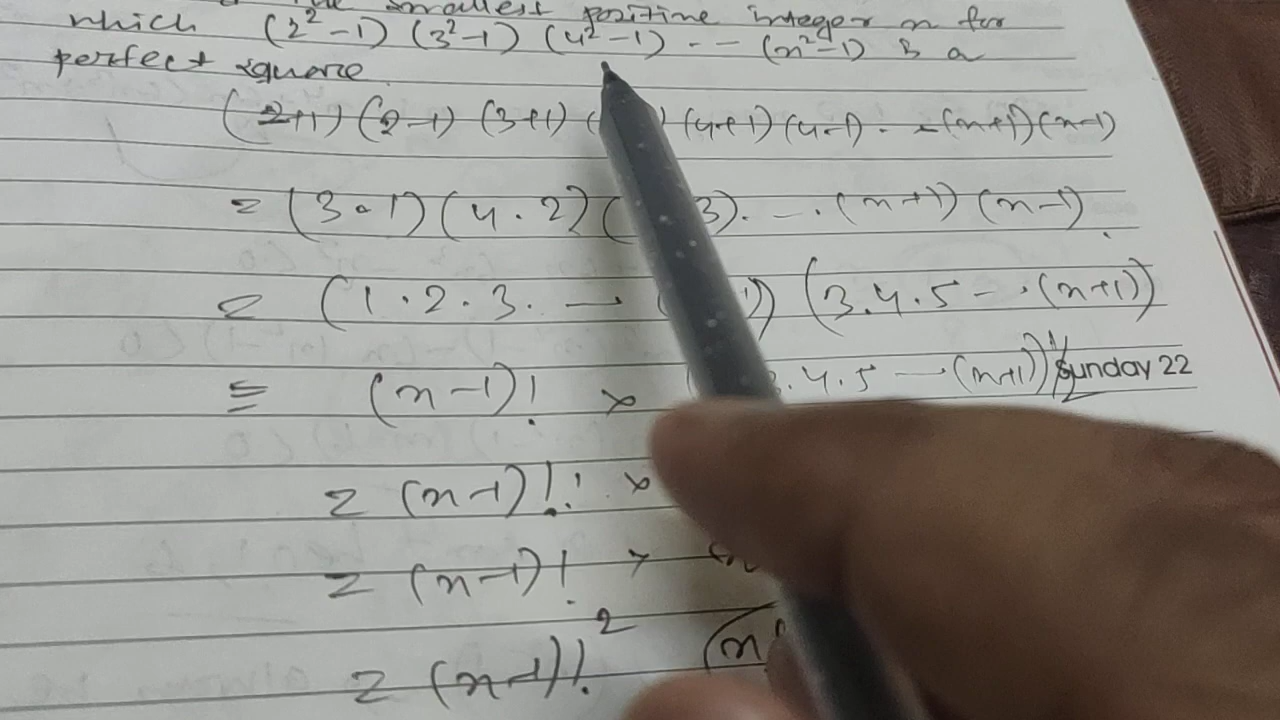 smallest positive integer n for
which (2²-1) (3²-1) (4²-1) - - (n²-1) is a
perfect square
(2+1) (2-1) (3+1) ( ) (4+1) (4-1) . - (n+1) (n-1)
= (3.1) (4.2) ( 3). - . . (n+1) (n-1)
= (1.2.3. — ) (3.4.5 - . . (n+1))
= (n-1)! × 3.4.5 — (n+1))
Sunday 22
= (n-1)! ×
= (n-1)! ×
= (n-1)!²